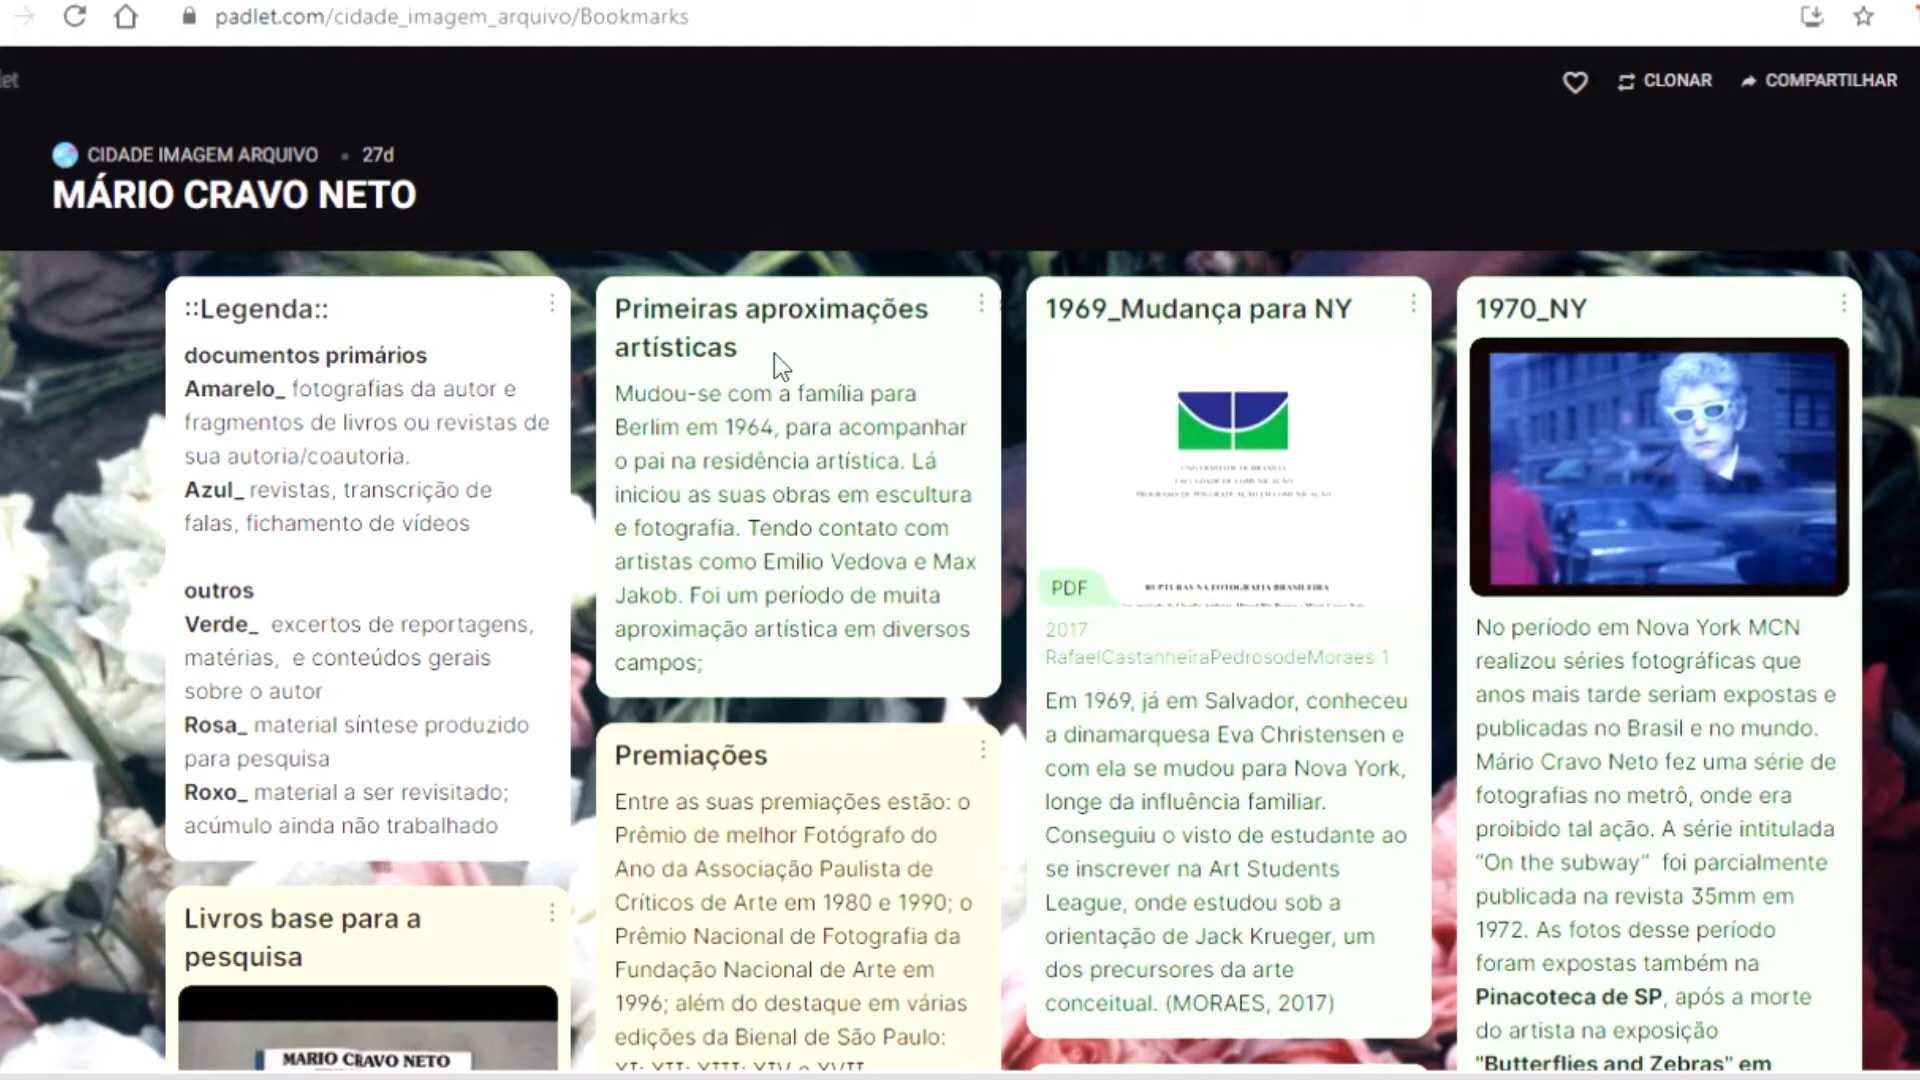 padlet.com/cidade_imagem_arquivo/Bookmarks
let
CLONAR
COMPARTILHAR
CIDADE IMAGEM ARQUIVO
27d
MÁRIO CRAVO NETO
::Legenda::
documentos primários
Amarelo_ fotografias da autor e
fragmentos de livros ou revistas de
sua autoria/coautoria.
Azul_ revistas, transcrição de
falas, fichamento de vídeos
outros
Verde_ excertos de reportagens,
matérias, e conteúdos gerais
sobre o autor
Rosa_ material síntese produzido
para pesquisa
Roxo_ material a ser revisitado;
acúmulo ainda não trabalhado
Livros base para a
pesquisa
MARIO CRAVO NETO
Primeiras aproximações
artísticas
Mudou-se com a família para
Berlim em 1964, para acompanhar
o pai na residência artística. Lá
iniciou as suas obras em escultura
e fotografia. Tendo contato com
artistas como Emilio Vedova e Max
Jakob. Foi um período de muita
aproximação artística em diversos
campos;
Premiações
Entre as suas premiações estão: o
Prêmio de melhor Fotógrafo do
Ano da Associação Paulista de
Críticos de Arte em 1980 e 1990; o
Prêmio Nacional de Fotografia da
Fundação Nacional de Arte em
1996; além do destaque em várias
edições da Bienal de São Paulo:
XI; XII; XIII; XIV e XVII
1969_Mudança para NY
UNIVERSIDADE DE BRASÍLIA
FACULDADE DE COMUNICAÇÃO
PROGRAMA DE PÓS-GRADUAÇÃO EM COMUNICAÇÃO
RUPTURAS NA FOTOGRAFIA BRASILEIRA
PDF
2017
RafaelCastanheiraPedrosodeMoraes 1
Em 1969, já em Salvador, conheceu
a dinamarquesa Eva Christensen e
com ela se mudou para Nova York,
longe da influência familiar.
Conseguiu o visto de estudante ao
se inscrever na Art Students
League, onde estudou sob a
orientação de Jack Krueger, um
dos precursores da arte
conceitual. (MORAES, 2017)
1970_NY
No período em Nova York MCN
realizou séries fotográficas que
anos mais tarde seriam expostas e
publicadas no Brasil e no mundo.
Mário Cravo Neto fez uma série de
fotografias no metrô, onde era
proibido tal ação. A série intitulada
“On the subway” foi parcialmente
publicada na revista 35mm em
1972. As fotos desse período
foram expostas também na
Pinacoteca de SP, após a morte
do artista na exposição
"Butterflies and Zebras" em